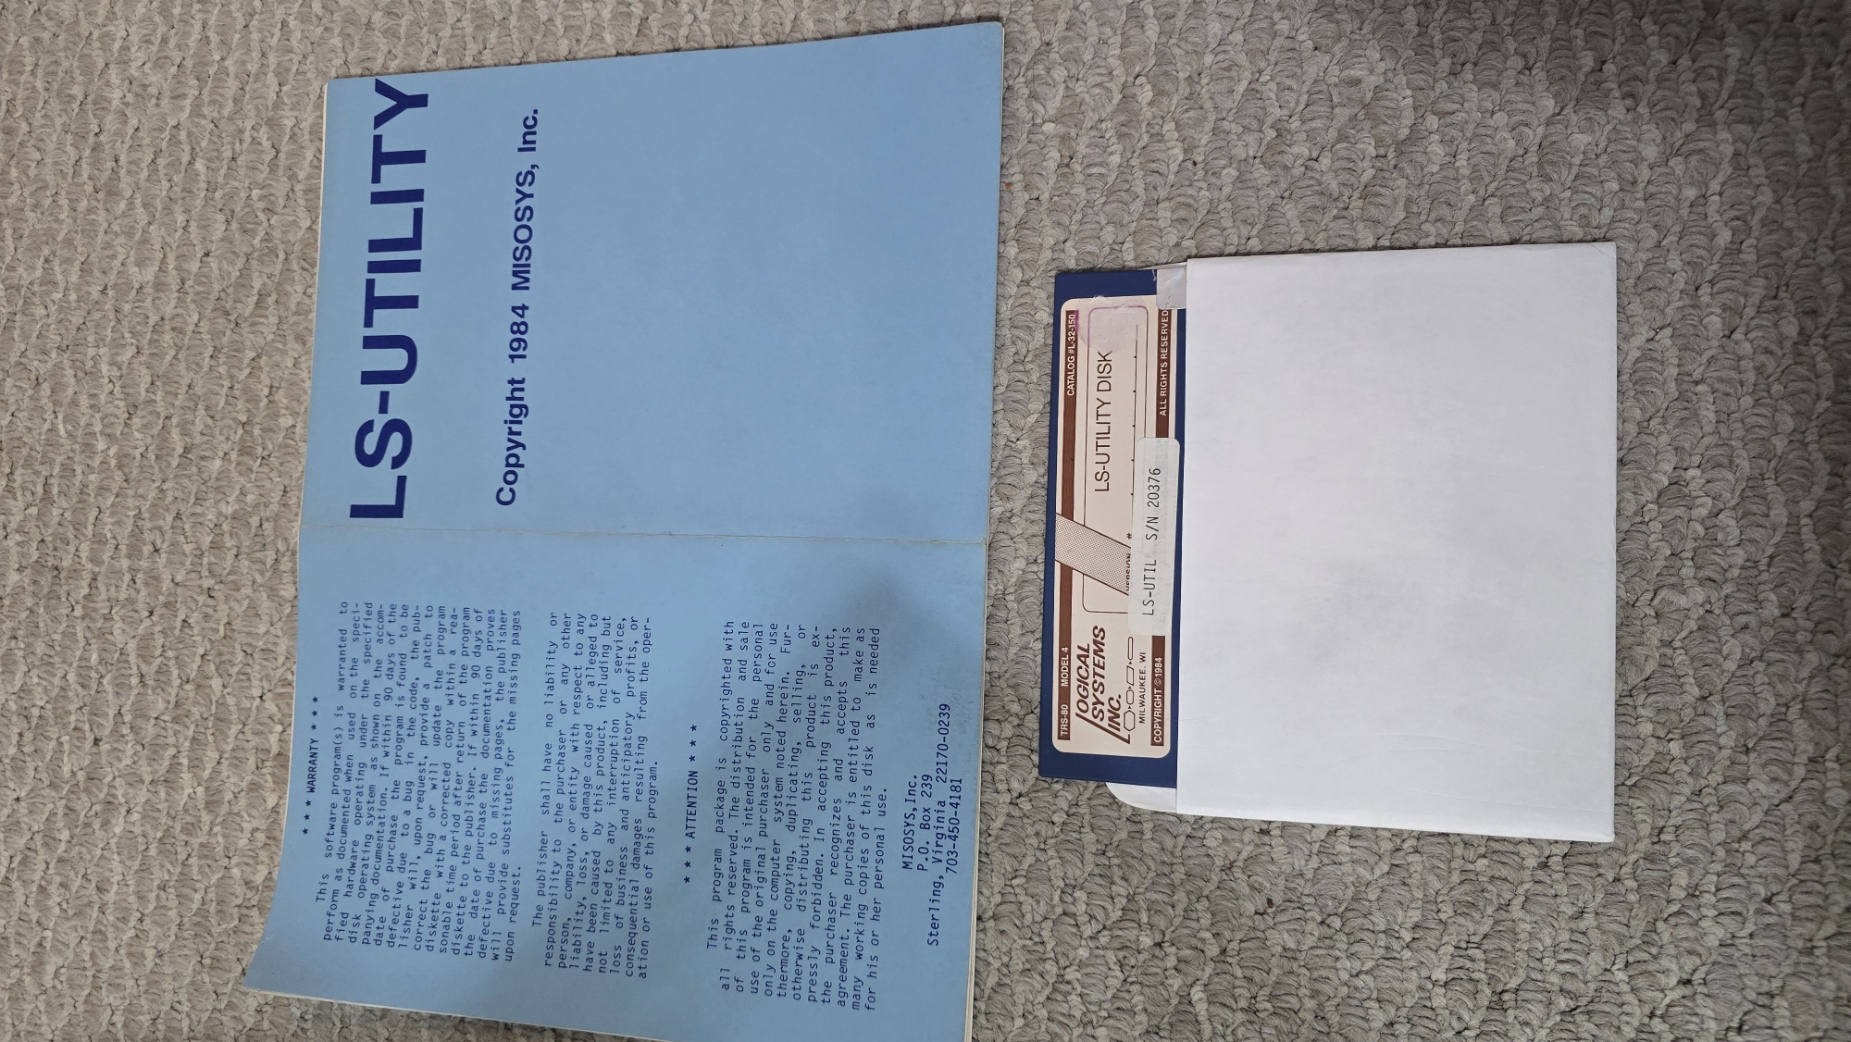 LS-UTILITY
Copyright 1984 MISOSYS, Inc.
* * * WARRANTY * * *
This software program(s) is warranted to
perform as documented when used on the speci-
fied hardware operating under the specified
disk operating system as shown on the accom-
panying documentation. If within 90 days of the
date of purchase the program is found to be
defective due to a bug in the code, the pub-
lisher will, upon request, provide a patch to
correct the bug or will update the program
diskette with a corrected copy within a rea-
sonable time period after return of the program
diskette to the publisher. If within 90 days of
the date of purchase the documentation proves
defective due to missing pages, the publisher
will provide substitutes for the missing pages
upon request.
The publisher shall have no liability or
responsibility to the purchaser or any other
person, company, or entity with respect to any
liability, loss, or damage caused or alleged to
have been caused by this product, including but
not limited to any interruption of service,
loss of business and anticipatory profits, or
consequential damages resulting from the oper-
ation or use of this program.
* * * ATTENTION * * *
This program package is copyrighted with
all rights reserved. The distribution and sale
of this program is intended for the personal
use of the original purchaser only and for use
only on the computer system noted herein. Fur-
thermore, copying, duplicating, selling, or
otherwise distributing this product is ex-
pressly forbidden. In accepting this product,
the purchaser recognizes and accepts this
agreement. The purchaser is entitled to make as
many working copies of this disk as is needed
for his or her personal use.
MISOSYS,Inc.
P.O. Box 239
Sterling, Virginia 22170-0239
703-450-4181
TRS-80 MODEL 4 CATALOG #L-32-150
LOGICAL
SYSTEMS
INC.
MILWAUKEE, WI
LS-UTILITY DISK
VERSION / #
LS-UTIL S/N 20376
COPYRIGHT ©1984 ALL RIGHTS RESERVED